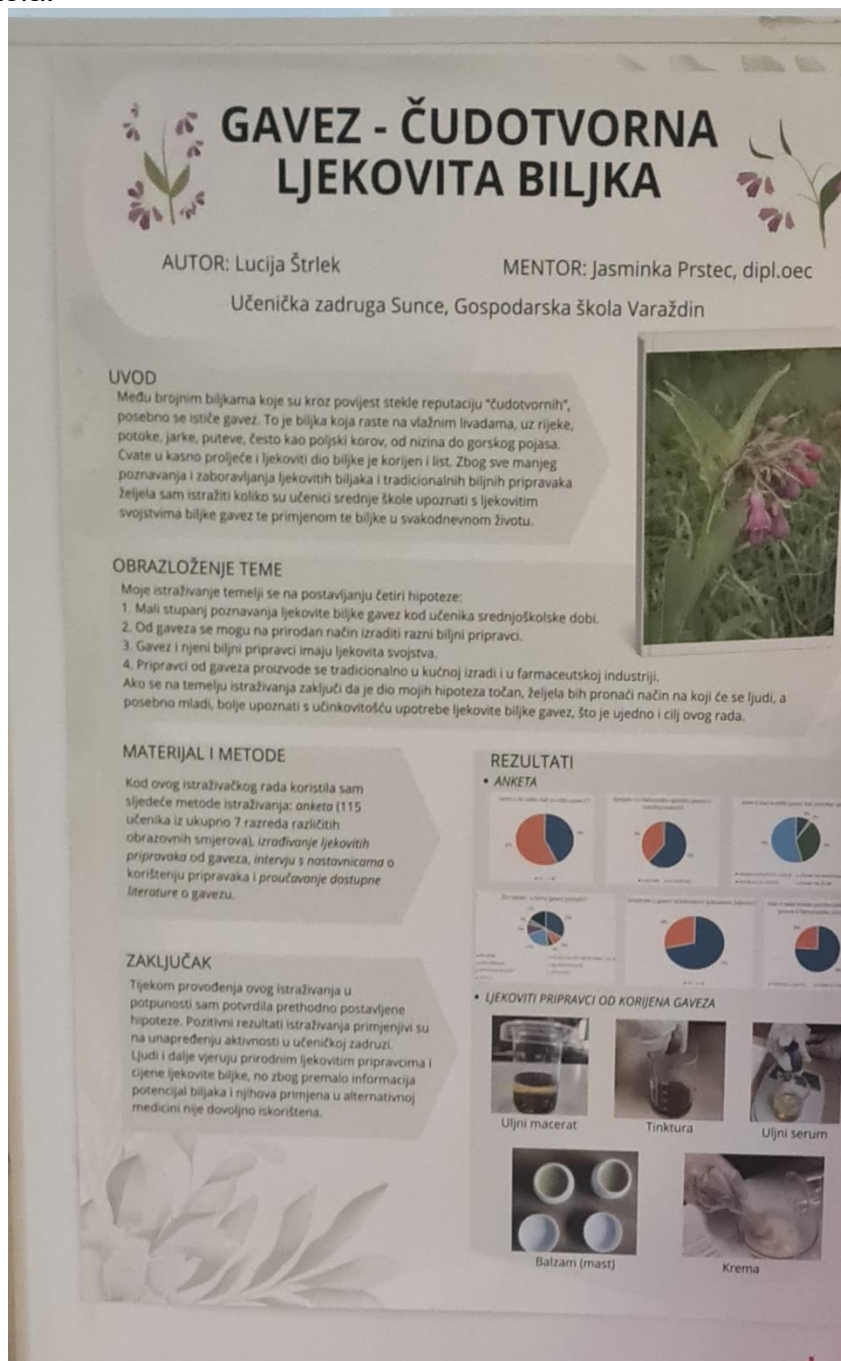 GAVEZ - ČUDOTVORNA
LJEKOVITA BILJKA
AUTOR: Lucija Štrlek
MENTOR: Jasminka Prstec, dipl.oec
Učenička zadruga Sunce, Gospodarska škola Varaždin
UVOD
Među brojnim biljkama koje su kroz povijest stekle reputaciju "čudotvornih",
posebno se ističe gavez. To je biljka koja raste na vlažnim livadama, uz rijeke,
potoke, jarke, puteve, često kao poljski korov, od nizina do gorskog pojasa.
Cvate u kasno proljeće i ljekoviti dio biljke je korijen i list. Zbog sve manjeg
poznavanja i zaboravljanja ljekovitih biljaka i tradicionalnih biljnih pripravaka
željela sam istražiti koliko su učenici srednje škole upoznati s ljekovitim
svojstvima biljke gavez te primjenom te biljke u svakodnevnom životu.
OBRAZLOŽENJE TEME
Moje istraživanje temelji se na postavljanju četiri hipoteze:
1. Mali stupanj poznavanja ljekovite biljke gavez kod učenika srednjoškolske dobi.
2. Od gaveza se mogu na prirodan način izraditi razni biljni pripravci.
3. Gavez i njeni biljni pripravci imaju ljekovita svojstva.
4. Pripravci od gaveza proizvode se tradicionalno u kućnoj izradi i u farmaceutskoj industriji.
Ako se na temelju istraživanja zaključi da je dio mojih hipoteza točan, željela bih pronaći način na koji će se ljudi, a
posebno mladi, bolje upoznati s učinkovitošću upotrebe ljekovite biljke gavez, što je ujedno i cilj ovog rada.
MATERIJAL I METODE
Kod ovog istraživačkog rada koristila sam
sljedeće metode istraživanja: anketa (115
učenika iz ukupno 7 razreda različitih
obrazovnih smjerova), izrađivanje ljekovitih
pripravaka od gaveza, intervju s nastavnicama o
korištenju pripravaka i proučavanje dostupne
literature o gavezu.
ZAKLJUČAK
Tijekom provođenja ovog istraživanja u
potpunosti sam potvrdila prethodno postavljene
hipoteze. Pozitivni rezultati istraživanja primjenjivi su
na unapređenju aktivnosti u učeničkoj zadruzi.
Ljudi i dalje vjeruju prirodnim ljekovitim pripravcima i
cijene ljekovite biljke, no zbog premalo informacija
potencijal biljaka i njihova primjena u alternativnoj
medicini nije dovoljno iskorištena.
REZULTATI
• ANKETA
• LJEKOVITI PRIPRAVCI OD KORIJENA GAVEZA
Uljni macerat
Tinktura
Uljni serum
Balzam (mast)
Krema